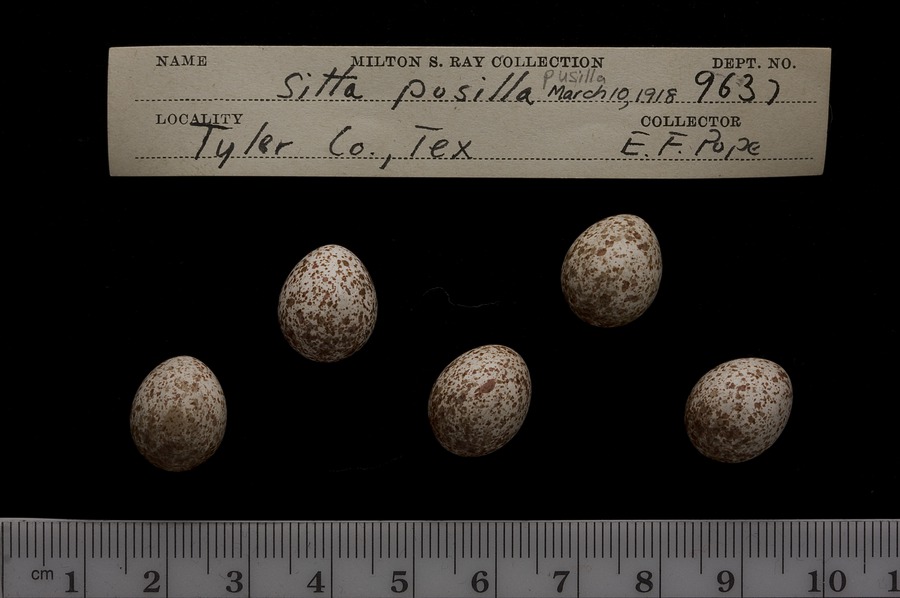 NAME MILTON S. RAY COLLECTION DEPT. NO.
pusilla
Sitta pusilla March 10, 1918 9637
LOCALITY COLLECTOR
Tyler Co., Tex E. F. Pope
cm 1 2 3 4 5 6 7 8 9 10 1